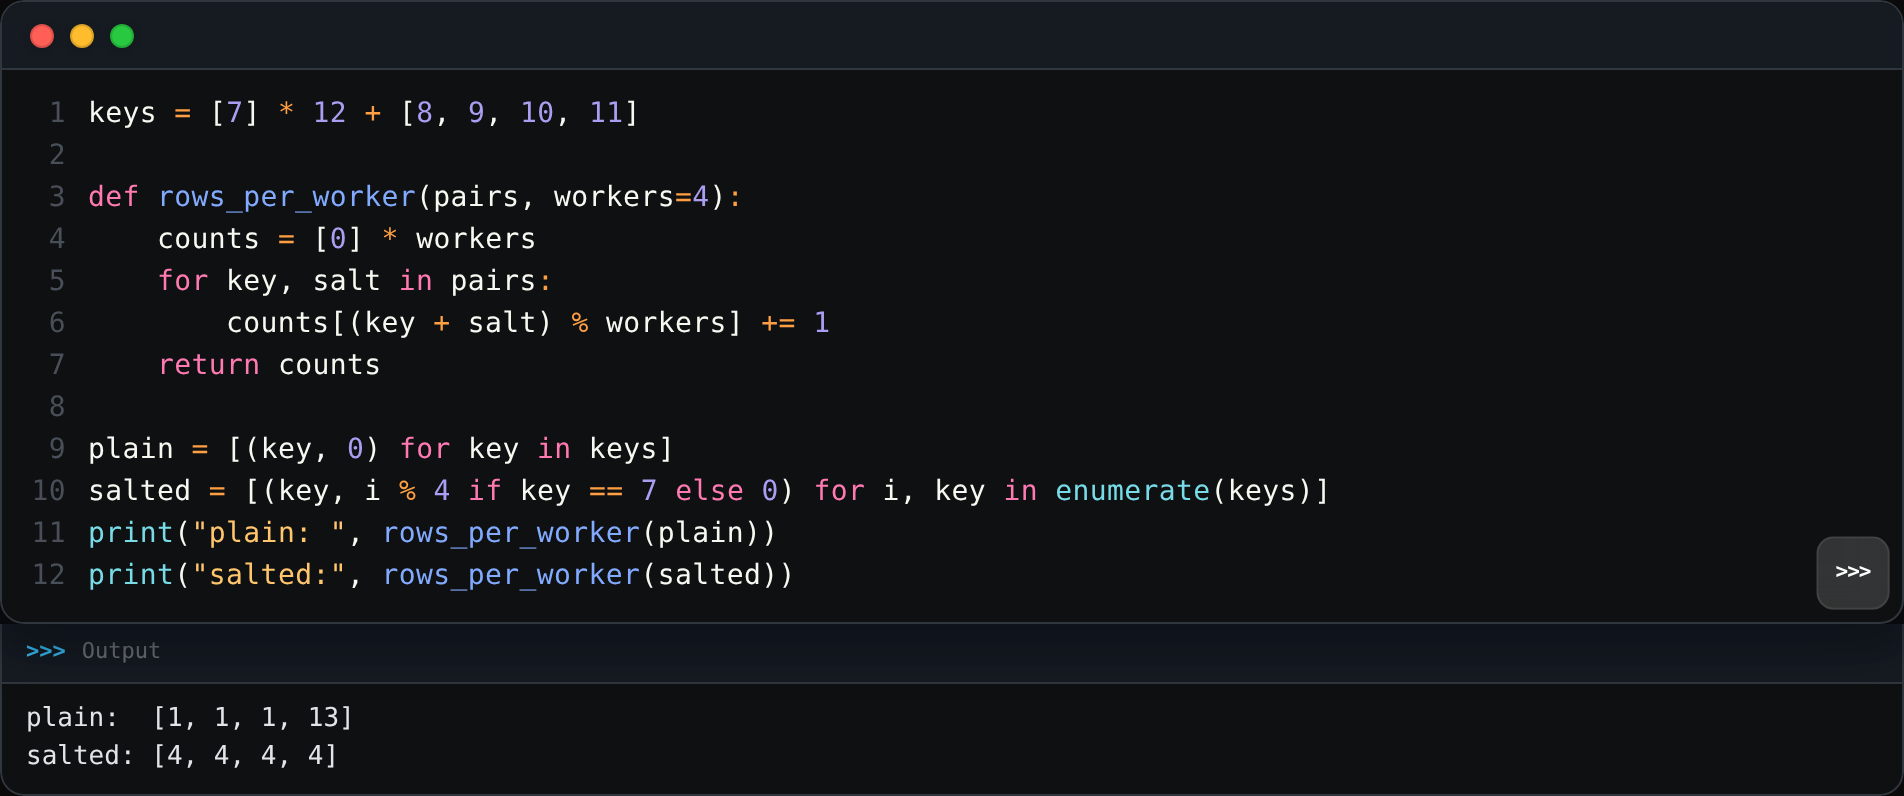 1 keys = [7] * 12 + [8, 9, 10, 11]
2
3 def rows_per_worker(pairs, workers=4):
4     counts = [0] * workers
5     for key, salt in pairs:
6         counts[(key + salt) % workers] += 1
7     return counts
8
9 plain = [(key, 0) for key in keys]
10 salted = [(key, i % 4 if key == 7 else 0) for i, key in enumerate(keys)]
11 print("plain: ", rows_per_worker(plain))
12 print("salted:", rows_per_worker(salted))
>>>
>>> Output
plain:  [1, 1, 1, 13]
salted: [4, 4, 4, 4]